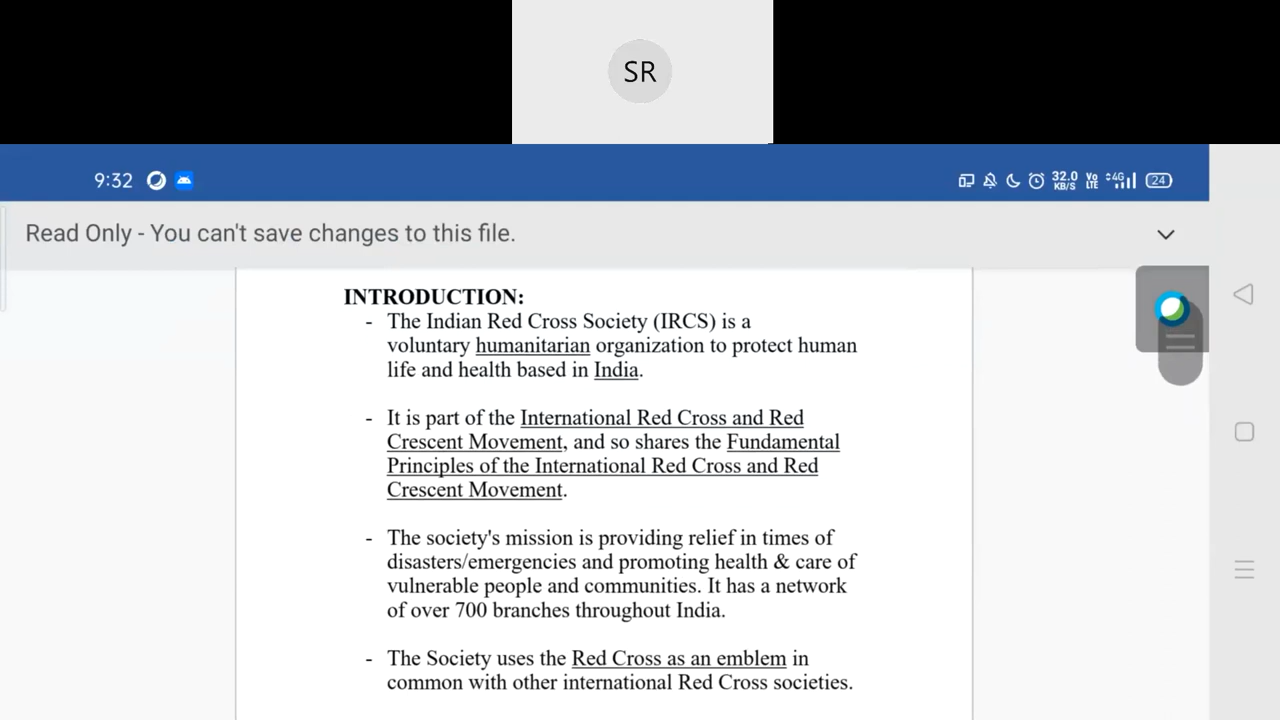 SR
9:32
32.0 KB/S Vo LTE 4G 24
Read Only - You can't save changes to this file.
INTRODUCTION:
- The Indian Red Cross Society (IRCS) is a
voluntary humanitarian organization to protect human
life and health based in India.
- It is part of the International Red Cross and Red
Crescent Movement, and so shares the Fundamental
Principles of the International Red Cross and Red
Crescent Movement.
- The society's mission is providing relief in times of
disasters/emergencies and promoting health & care of
vulnerable people and communities. It has a network
of over 700 branches throughout India.
- The Society uses the Red Cross as an emblem in
common with other international Red Cross societies.